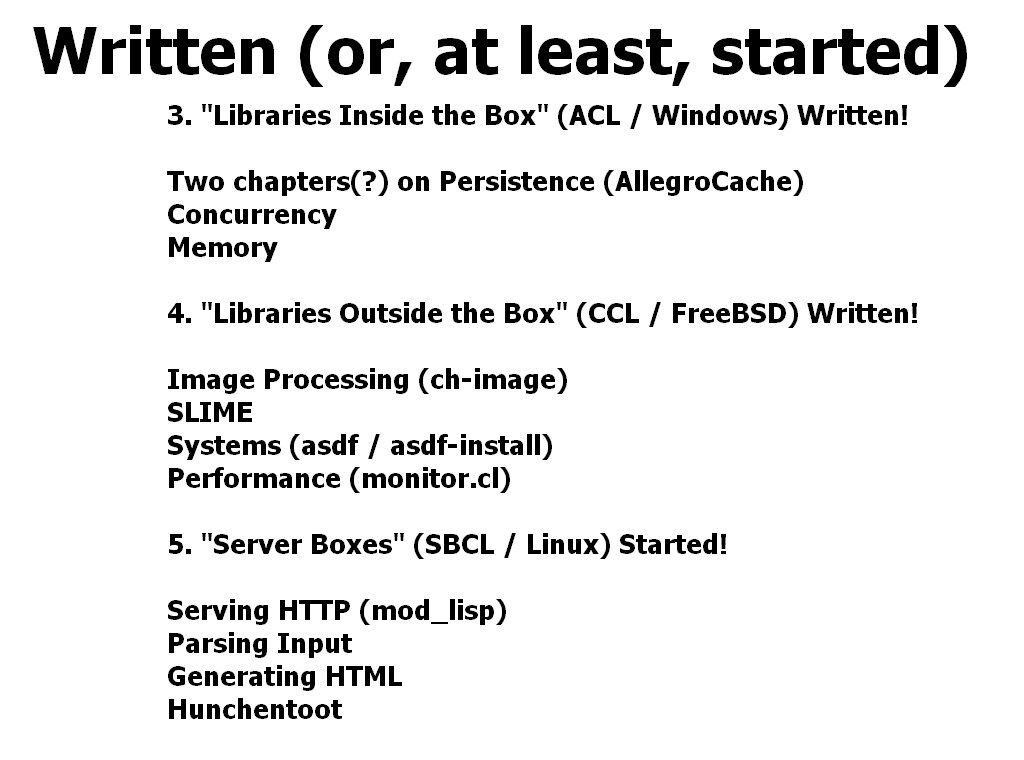 Written (or, at least, started)
3. "Libraries Inside the Box" (ACL / Windows) Written!
Two chapters(?) on Persistence (AllegroCache)
Concurrency
Memory
4. "Libraries Outside the Box" (CCL / FreeBSD) Written!
Image Processing (ch-image)
SLIME
Systems (asdf / asdf-install)
Performance (monitor.cl)
5. "Server Boxes" (SBCL / Linux) Started!
Serving HTTP (mod_lisp)
Parsing Input
Generating HTML
Hunchentoot